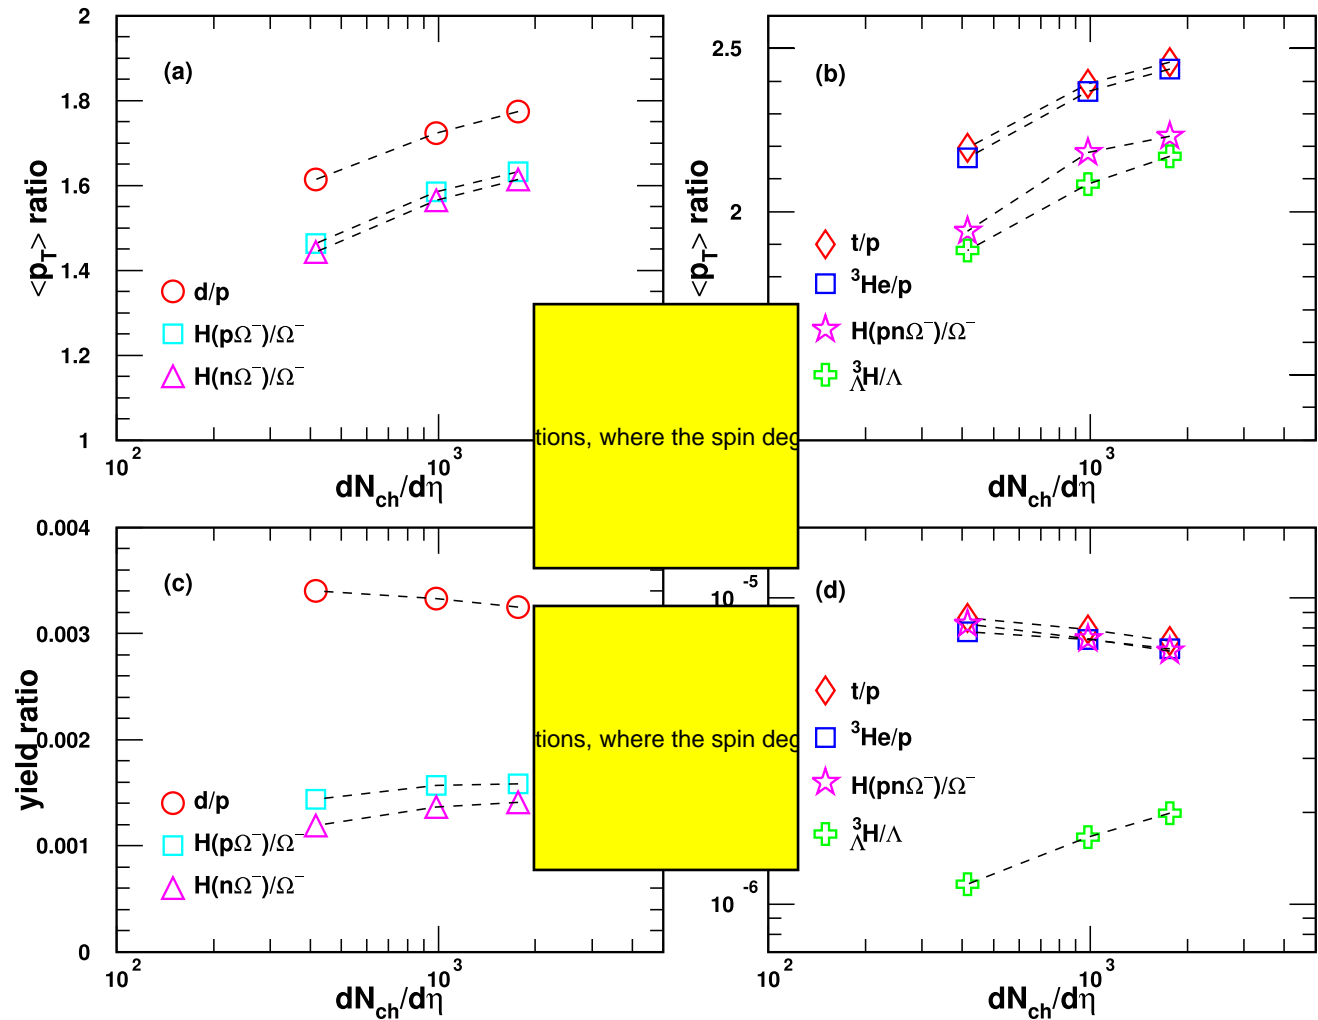 2
1.8
1.6
1.4
1.2
1
<p_T> ratio
(a)
d/p
H(pΩ⁻)/Ω⁻
H(nΩ⁻)/Ω⁻
10²
10³
dN_ch/dη
2.5
2
<p_T> ratio
(b)
t/p
³He/p
H(pnΩ⁻)/Ω⁻
³_ΛH/Λ
10³
dN_ch/dη
tions, where the spin deg
0.004
0.003
0.002
0.001
0
yield ratio
(c)
d/p
H(pΩ⁻)/Ω⁻
H(nΩ⁻)/Ω⁻
10²
10³
dN_ch/dη
tions, where the spin deg
10⁻⁵
10⁻⁶
(d)
t/p
³He/p
H(pnΩ⁻)/Ω⁻
³_ΛH/Λ
10²
10³
dN_ch/dη